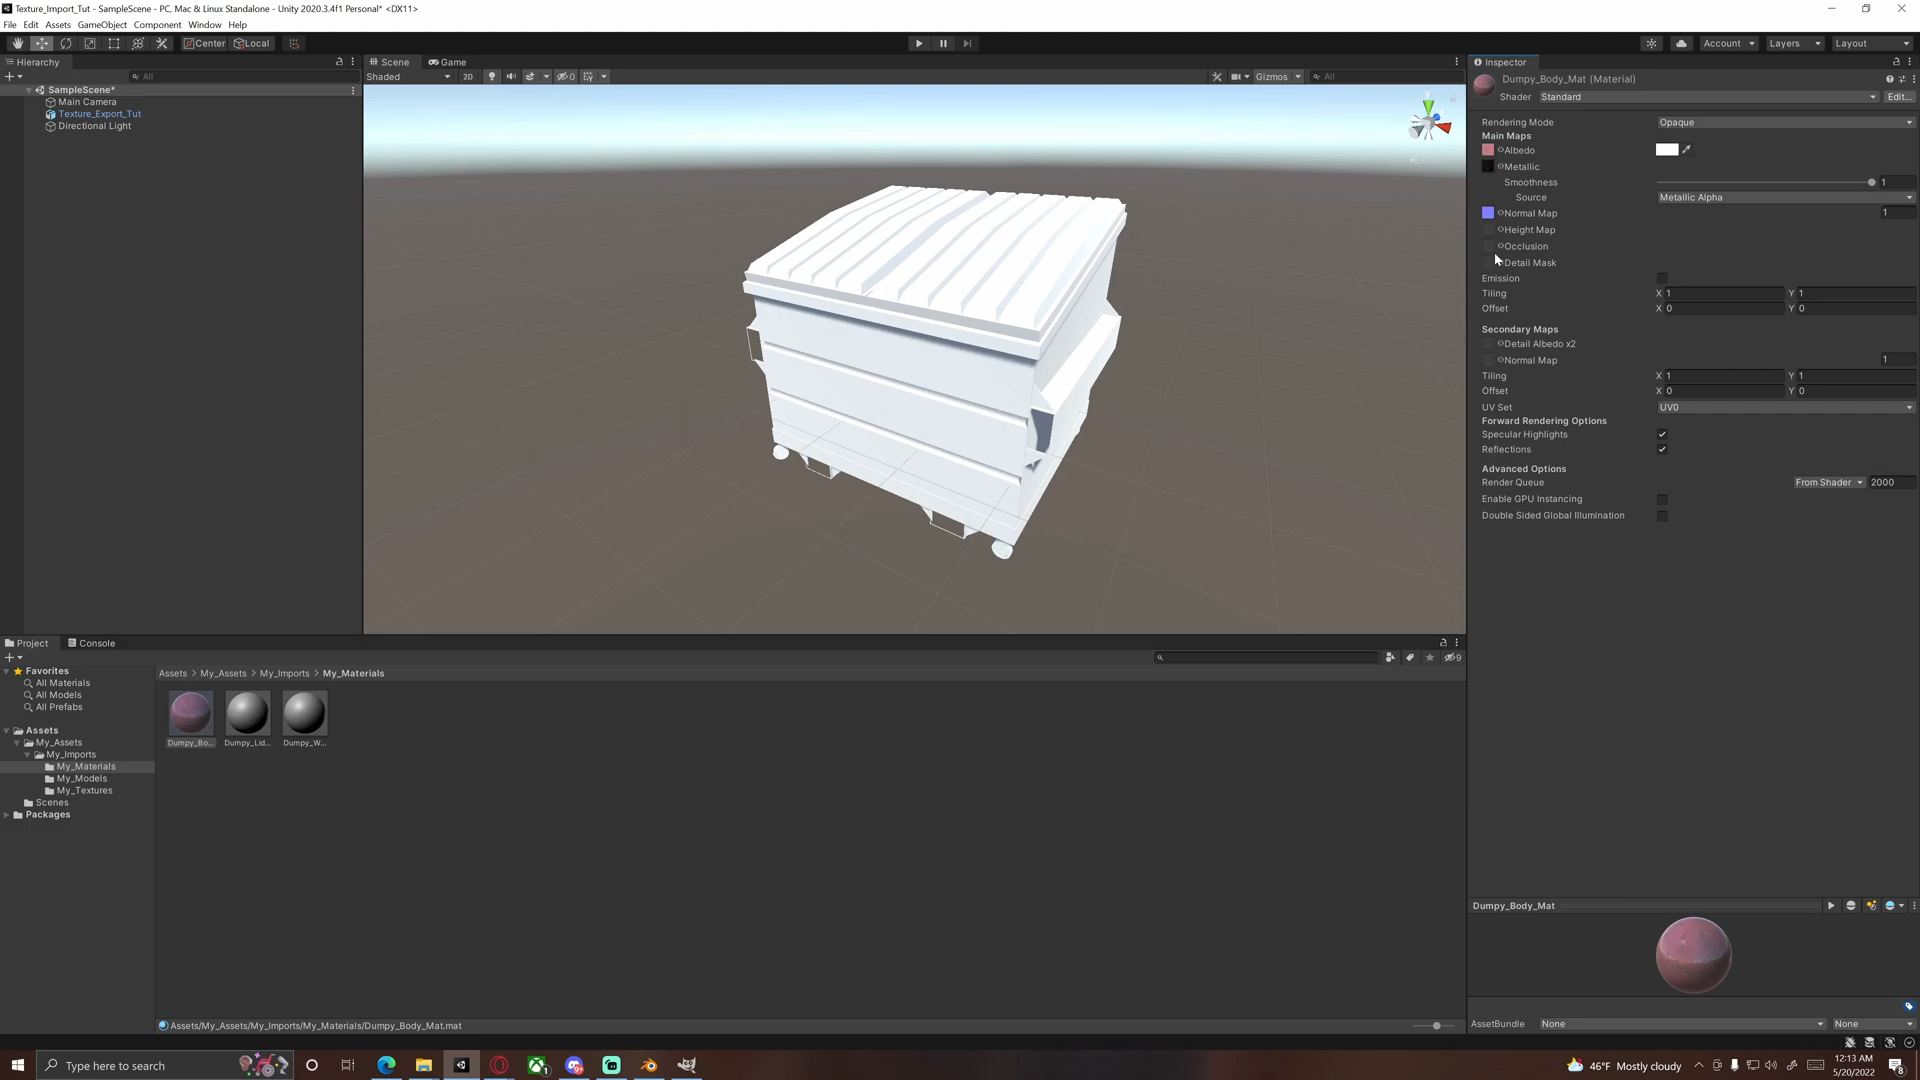 Texture_Import_Tut - SampleScene - PC, Mac & Linux Standalone - Unity 2020.3.4f1 Personal* <DX11>
File Edit Assets GameObject Component Window Help
Center Local
Account Layers Layout
Hierarchy
All
SampleScene*
Main Camera
Texture_Export_Tut
Directional Light
Scene Game
Shaded 2D 0 Gizmos All
Inspector
Dumpy_Body_Mat (Material)
Shader Standard Edit...
Rendering Mode Opaque
Main Maps
Albedo
Metallic
Smoothness 1
Source Metallic Alpha
Normal Map 1
Height Map
Occlusion
Detail Mask
Emission
Tiling X 1 Y 1
Offset X 0 Y 0
Secondary Maps
Detail Albedo x2
Normal Map 1
Tiling X 1 Y 1
Offset X 0 Y 0
UV Set UV0
Forward Rendering Options
Specular Highlights
Reflections
Advanced Options
Render Queue From Shader 2000
Enable GPU Instancing
Double Sided Global Illumination
Project Console
9
Favorites
All Materials
All Models
All Prefabs
Assets
My_Assets
My_Imports
My_Materials
My_Models
My_Textures
Scenes
Packages
Assets > My_Assets > My_Imports > My_Materials
Dumpy_Bo... Dumpy_Lid... Dumpy_W...
Assets/My_Assets/My_Imports/My_Materials/Dumpy_Body_Mat.mat
Dumpy_Body_Mat
AssetBundle None None
Type here to search
46°F Mostly cloudy
12:13 AM
5/20/2022